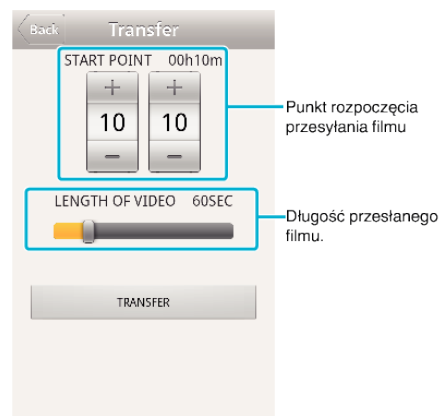 Back Transfer
START POINT 00h10m
+ +
10 10
− −
Punkt rozpoczęcia
przesyłania filmu
LENGTH OF VIDEO 60SEC
Długość przesłanego
filmu.
TRANSFER